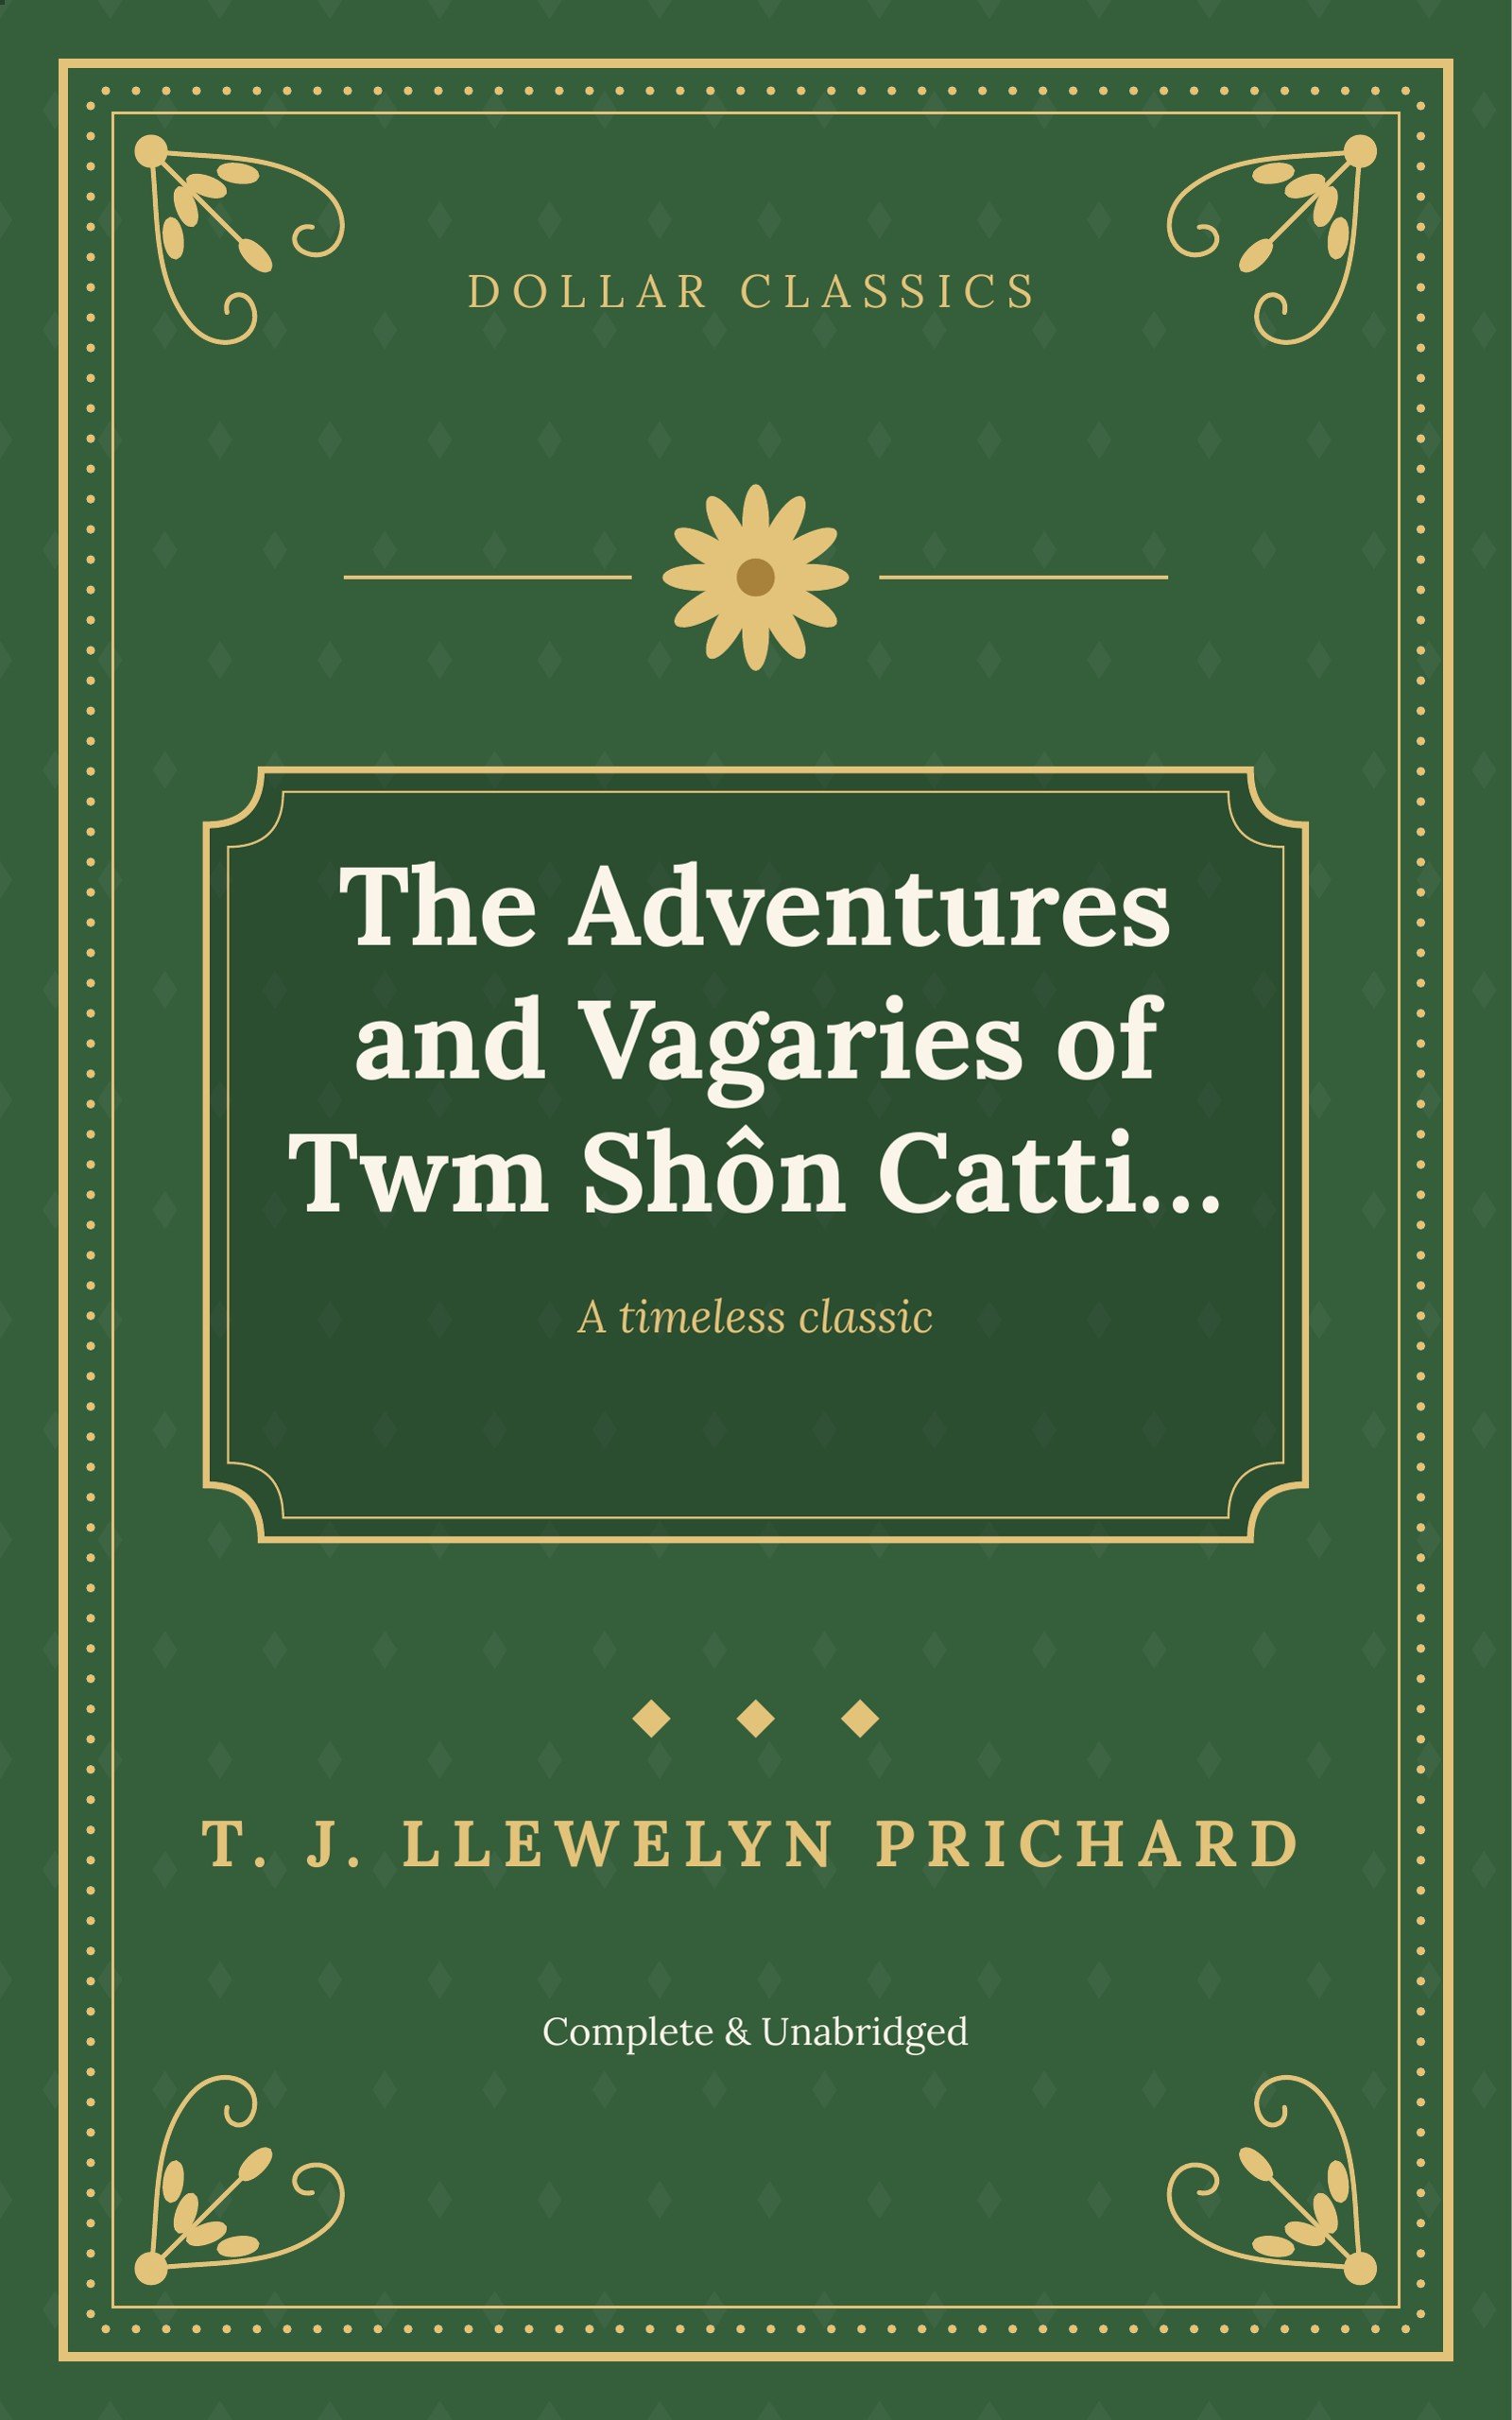 DOLLAR CLASSICS
The Adventures
and Vagaries of
Twm Shôn Catti...
A timeless classic
T. J. LLEWELYN PRICHARD
Complete & Unabridged